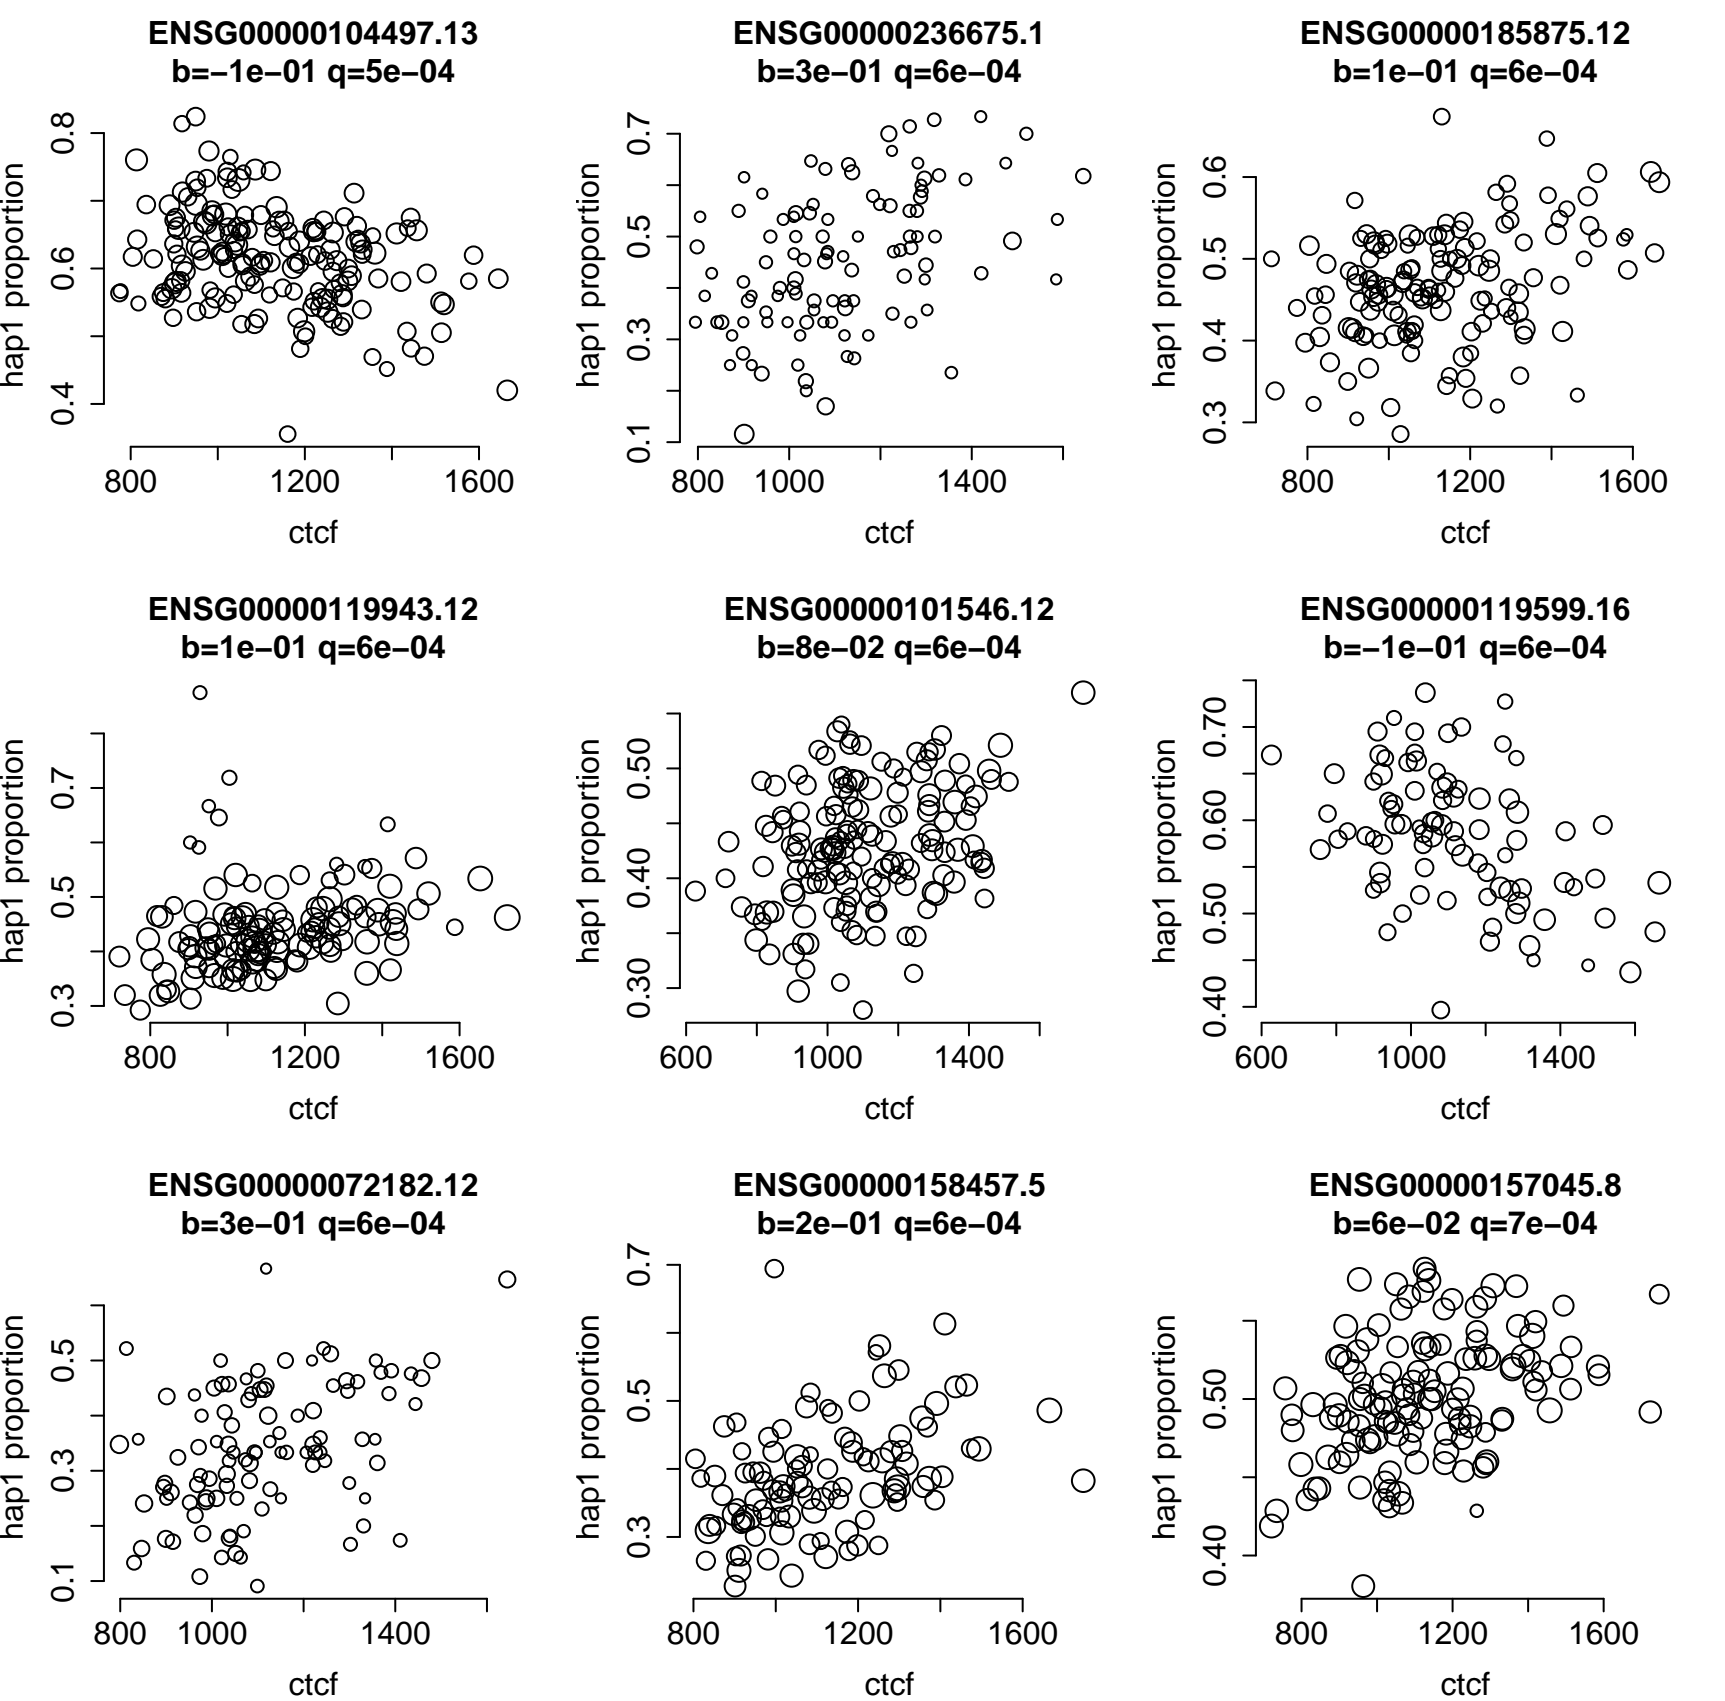 ENSG00000104497.13
b=−1e−01 q=5e−04
hap1 proportion
0.8
0.6
0.4
800 1200 1600
ctcf
ENSG00000236675.1
b=3e−01 q=6e−04
hap1 proportion
0.7
0.5
0.3
0.1
800 1000 1400
ctcf
ENSG00000185875.12
b=1e−01 q=6e−04
hap1 proportion
0.6
0.5
0.4
0.3
800 1200 1600
ctcf
ENSG00000119943.12
b=1e−01 q=6e−04
hap1 proportion
0.7
0.5
0.3
800 1200 1600
ctcf
ENSG00000101546.12
b=8e−02 q=6e−04
hap1 proportion
0.50
0.40
0.30
600 1000 1400
ctcf
ENSG00000119599.16
b=−1e−01 q=6e−04
hap1 proportion
0.70
0.60
0.50
0.40
600 1000 1400
ctcf
ENSG00000072182.12
b=3e−01 q=6e−04
hap1 proportion
0.5
0.3
0.1
800 1000 1400
ctcf
ENSG00000158457.5
b=2e−01 q=6e−04
hap1 proportion
0.7
0.5
0.3
800 1200 1600
ctcf
ENSG00000157045.8
b=6e−02 q=7e−04
hap1 proportion
0.50
0.40
800 1200 1600
ctcf